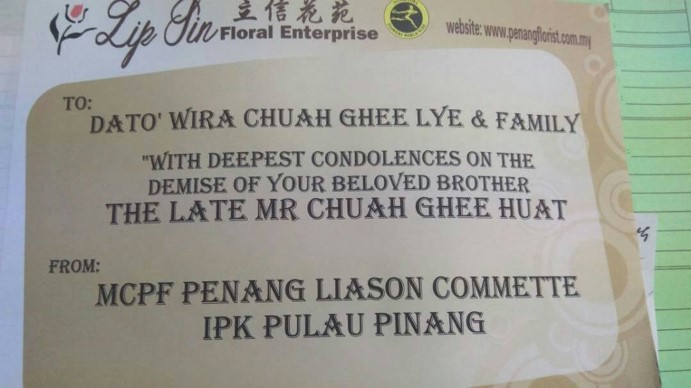 Lip Sin 立信花苑
Floral Enterprise
website: www.penangflorist.com.my
TO:
DATO' WIRA CHUAH GHEE LYE & FAMILY
"WITH DEEPEST CONDOLENCES ON THE
DEMISE OF YOUR BELOVED BROTHER
THE LATE MR CHUAH GHEE HUAT
FROM:
MCPF PENANG LIASON COMMETTE
IPK PULAU PINANG